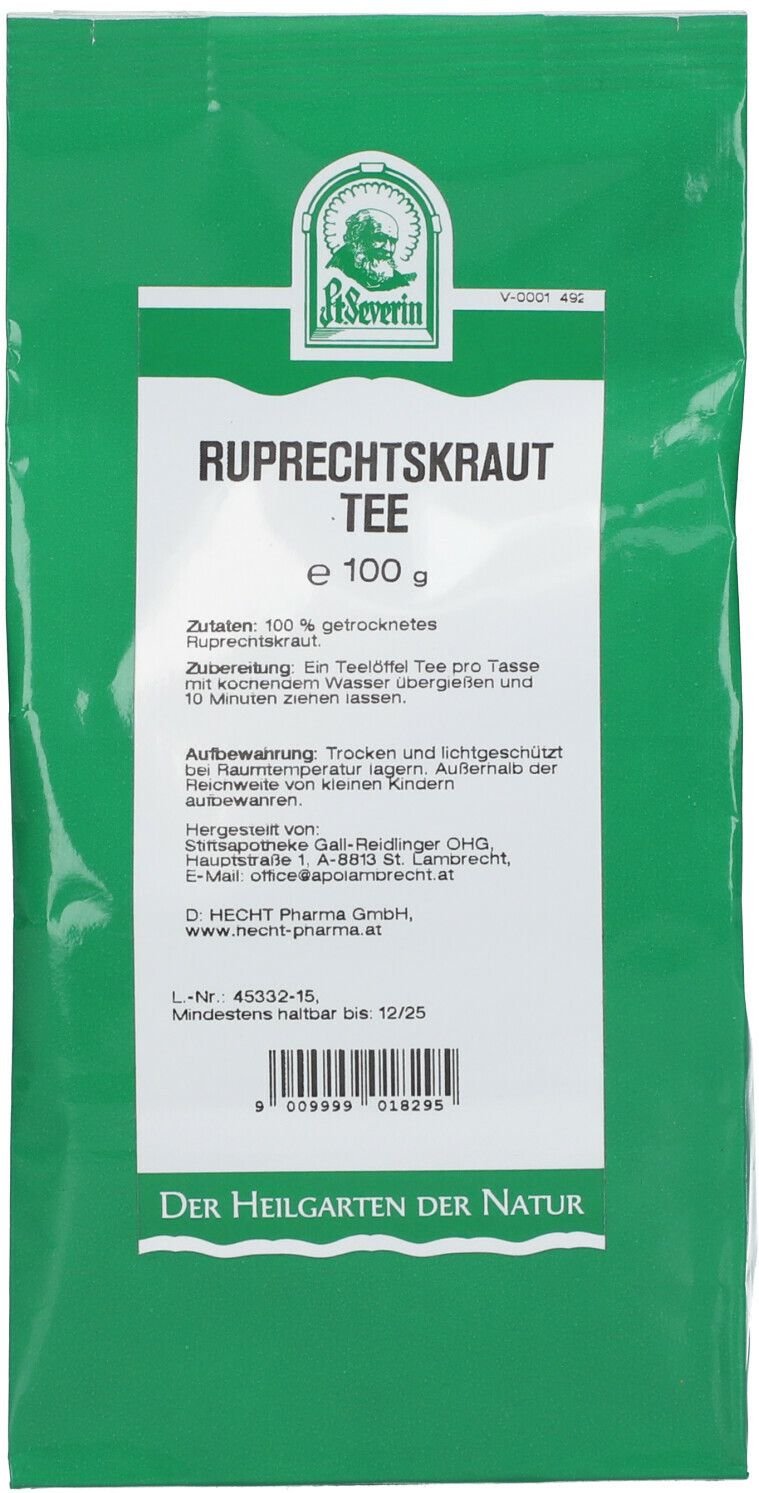 St. Severin
V-0001 492
RUPRECHTSKRAUT
TEE
℮ 100 g
Zutaten: 100 % getrocknetes
Ruprechtskraut.
Zubereitung: Ein Teelöffel Tee pro Tasse
mit kochendem Wasser übergießen und
10 Minuten ziehen lassen.
Aufbewahrung: Trocken und lichtgeschützt
bei Raumtemperatur lagern. Außerhalb der
Reichweite von kleinen Kindern
aufbewahren.
Hergestellt von:
Stiftsapotheke Gall-Reidlinger OHG,
Hauptstraße 1, A-8813 St. Lambrecht,
E-Mail: office@apolambrecht.at
D: HECHT Pharma GmbH,
www.hecht-pharma.at
L.-Nr.: 45332-15,
Mindestens haltbar bis: 12/25
9 009999 018295
DER HEILGARTEN DER NATUR